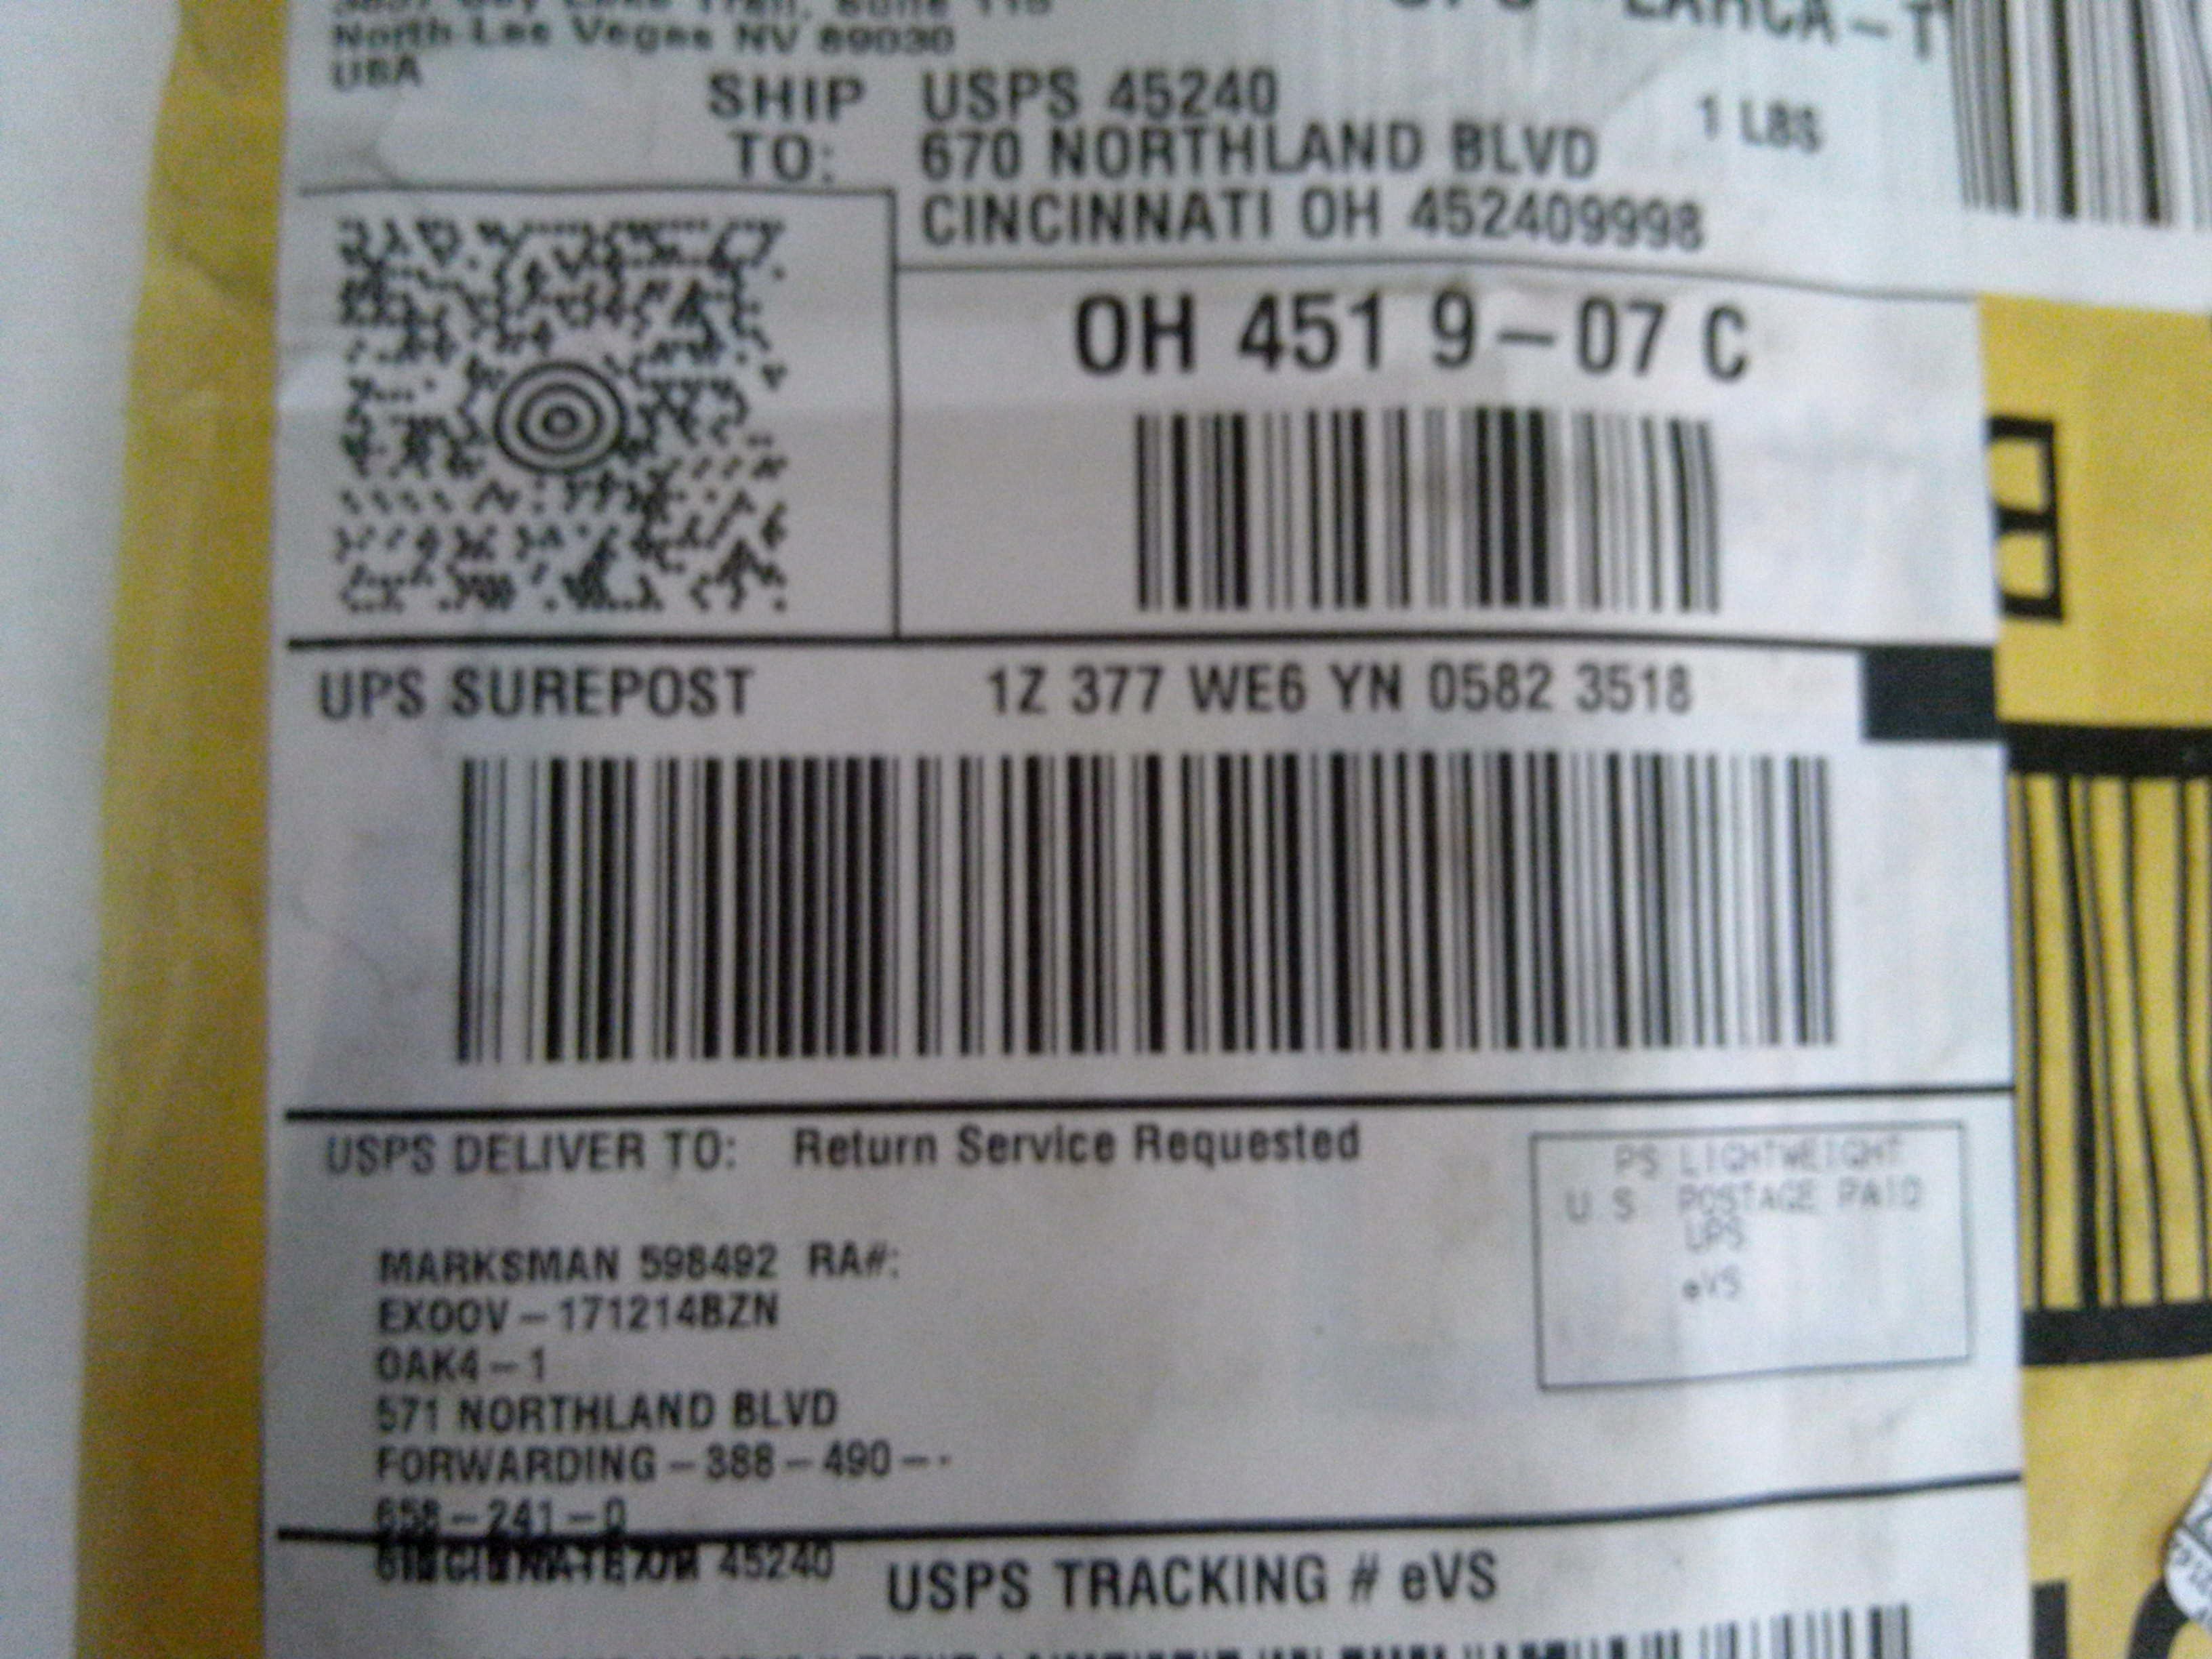 North Las Vegas NV 89030
USA
SHIP TO:
USPS 45240
670 NORTHLAND BLVD
CINCINNATI OH 452409998
1 LBS
OH 451 9-07 C
UPS SUREPOST
1Z 377 WE6 YN 0582 3518
USPS DELIVER TO: Return Service Requested
PS LIGHTWEIGHT
U S POSTAGE PAID
UPS
eVS
MARKSMAN 598492 RA#:
EXOOV-171214BZN
OAK4-1
571 NORTHLAND BLVD
FORWARDING-388-490--
658-241-0
45240
USPS TRACKING # eVS